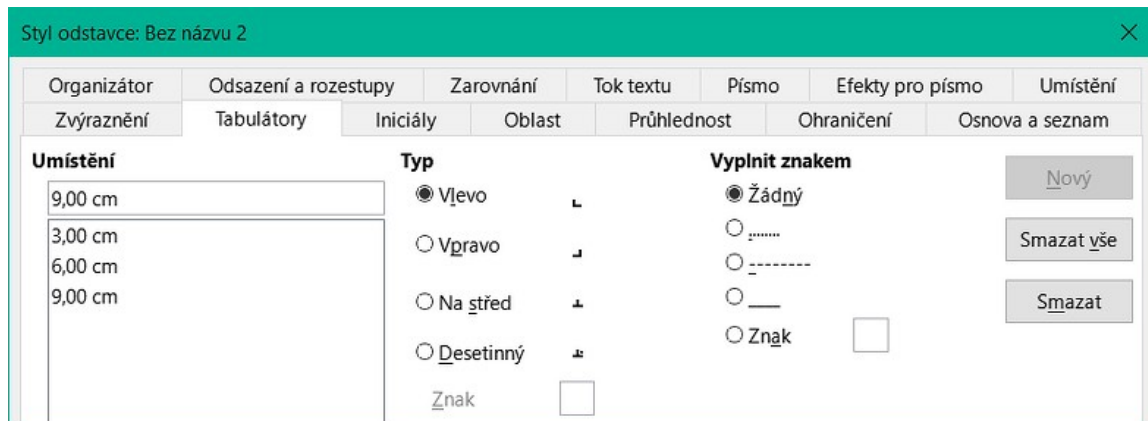 Styl odstavce: Bez názvu 2
Organizátor Odsazení a rozestupy Zarovnání Tok textu Písmo Efekty pro písmo Umístění
Zvýraznění Tabulátory Iniciály Oblast Průhlednost Ohraničení Osnova a seznam
Umístění Typ Vyplnit znakem
9,00 cm Vlevo Žádný Nový
3,00 cm Vpravo ........ Smazat vše
6,00 cm --------
9,00 cm Na střed ___ Smazat
Desetinný Znak
Znak